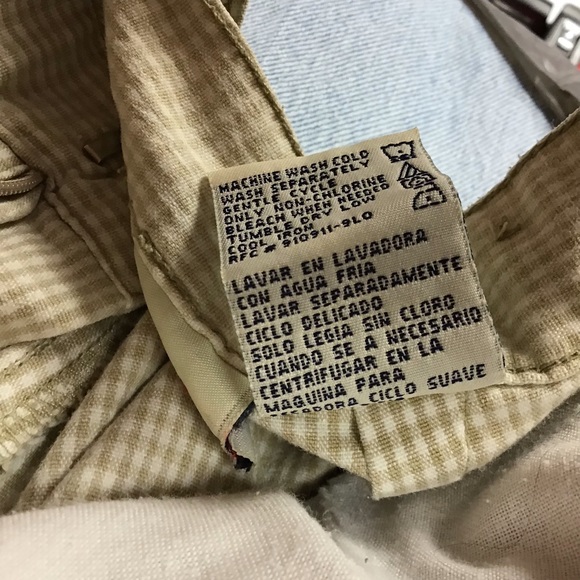 MACHINE WASH COLD
WASH SEPARATELY
GENTLE CYCLE
ONLY NON-CHLORINE
BLEACH WHEN NEEDED
TUMBLE DRY LOW
COOL IRON
RFC # 910911-9L0
LAVAR EN LAVADORA
CON AGUA FRIA
LAVAR SEPARADAMENTE
CICLO DELICADO
SOLO LEGIA SIN CLORO
CUANDO SE A NECESARIO
CENTRIFUGAR EN LA
MAQUINA PARA
CICLO SUAVE